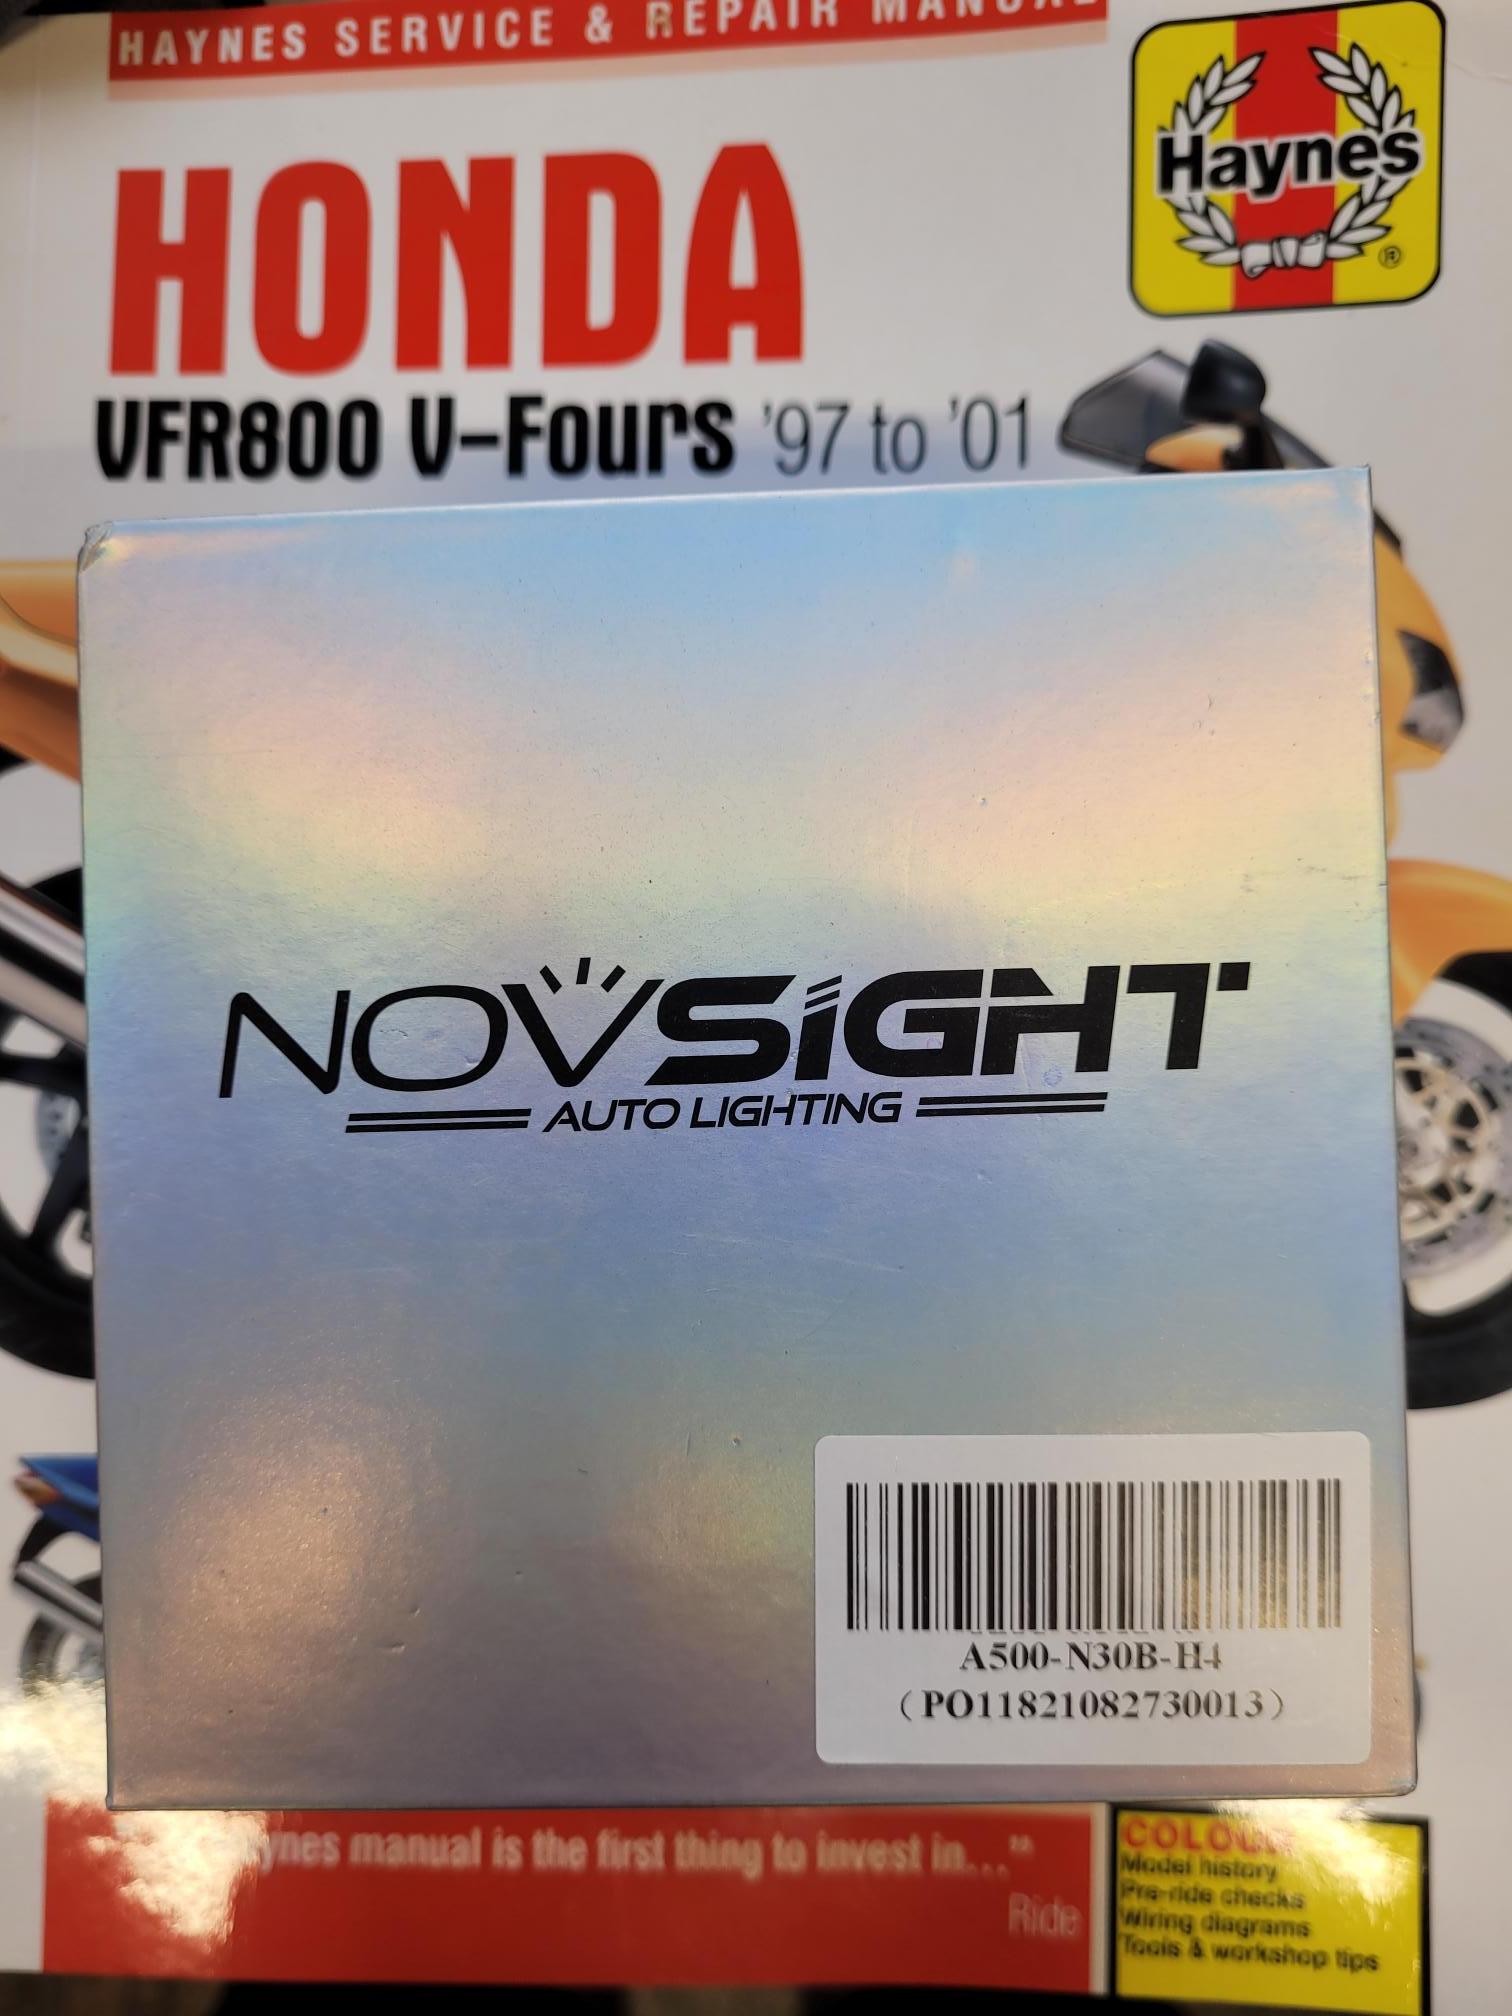 HAYNES SERVICE & REPAIR MANUAL
Haynes
®
HONDA
VFR800 V-Fours '97 to '01
NOVSIGHT
AUTO LIGHTING
A500-N30B-H4
(PO11821082730013)
manual is the first thing to invest in..."
Ride
COLOUR
Model history
Pre-ride checks
Wiring diagrams
Tools & workshop tips